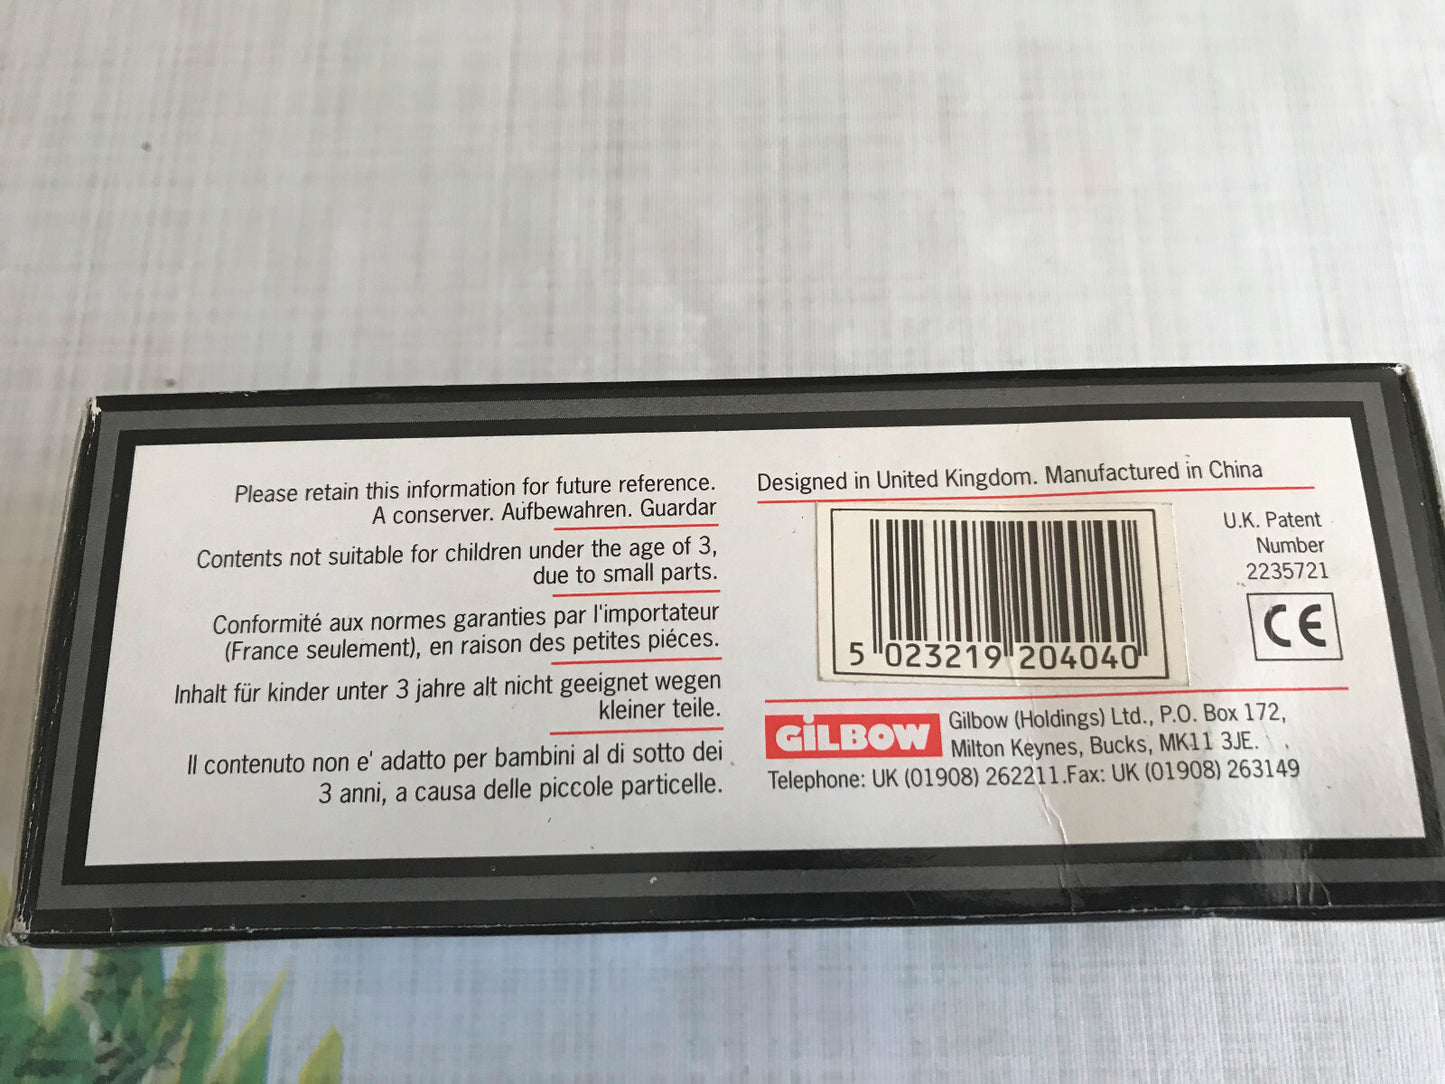 Please retain this information for future reference.
A conserver. Aufbewahren. Guardar
Contents not suitable for children under the age of 3,
due to small parts.
Conformité aux normes garanties par l'importateur
(France seulement), en raison des petites piéces.
Inhalt für kinder unter 3 jahre alt nicht geeignet wegen
kleiner teile.
Il contenuto non e' adatto per bambini al di sotto dei
3 anni, a causa delle piccole particelle.
Designed in United Kingdom. Manufactured in China
5 023219 204040
U.K. Patent
Number
2235721
CE
GiLBOW
Gilbow (Holdings) Ltd., P.O. Box 172,
Milton Keynes, Bucks, MK11 3JE.
Telephone: UK (01908) 262211.Fax: UK (01908) 263149